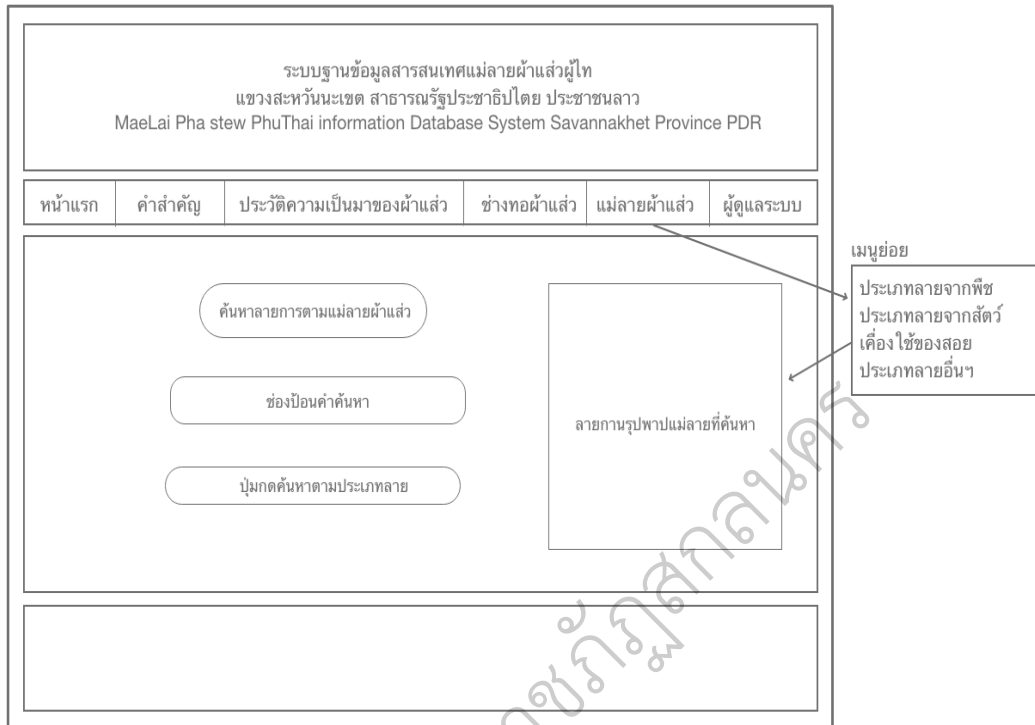 ระบบฐานข้อมูลสารสนเทศแม่ลายผ้าแส่วผู้ไท
แขวงสะหวันนะเขต สาธารณรัฐประชาธิปไตย ประชาชนลาว
MaeLai Pha stew PhuThai information Database System Savannakhet Province PDR
หน้าแรก คำสำคัญ ประวัติความเป็นมาของผ้าแส่ว ช่างทอผ้าแส่ว แม่ลายผ้าแส่ว ผู้ดูแลระบบ
เมนูย่อย
ประเภทลายจากพืช
ประเภทลายจากสัตว์
เคื่องใช้ของสอย
ประเภทลายอื่นๆ
ค้นหาลายการตามแม่ลายผ้าแส่ว
ช่องป้อนคำค้นหา
ปุ่มกดค้นหาตามประเภทลาย
ลายกานรุปพาปแม่ลายที่ค้นหา
ราชภัฏสกลนคร